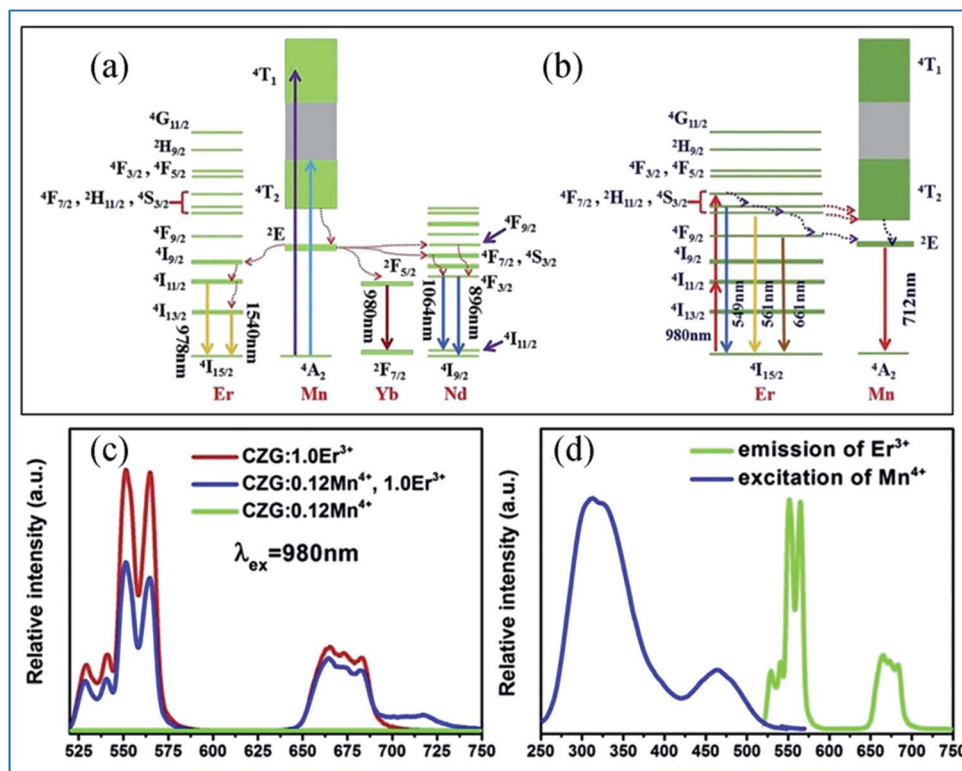 (a)
⁴T₁
⁴G₁₁/₂
²H₉/₂
⁴F₃/₂ , ⁴F₅/₂
⁴F₇/₂ , ²H₁₁/₂ , ⁴S₃/₂
⁴T₂
⁴F₉/₂
²E
⁴I₉/₂
⁴I₁₁/₂
⁴I₁₃/₂
978nm
1540nm
⁴I₁₅/₂
Er
⁴A₂
Mn
²F₅/₂
980nm
²F₇/₂
Yb
⁴F₉/₂
⁴F₇/₂ , ⁴S₃/₂
⁴F₃/₂
1064nm
896nm
⁴I₁₁/₂
⁴I₉/₂
Nd
(b)
⁴T₁
⁴G₁₁/₂
²H₉/₂
⁴F₃/₂ , ⁴F₅/₂
⁴F₇/₂ , ²H₁₁/₂ , ⁴S₃/₂
⁴T₂
⁴F₉/₂
²E
⁴I₉/₂
⁴I₁₁/₂
⁴I₁₃/₂
980nm
549nm
561nm
661nm
712nm
⁴I₁₅/₂
Er
⁴A₂
Mn
(c)
CZG:1.0Er³⁺
CZG:0.12Mn⁴⁺, 1.0Er³⁺
CZG:0.12Mn⁴⁺
λex=980nm
Relative intensity (a.u.)
520 550 575 600 625 650 675 700 725 750
(d)
emission of Er³⁺
excitation of Mn⁴⁺
Relative intensity (a.u.)
250 300 350 400 450 500 550 600 650 700 750